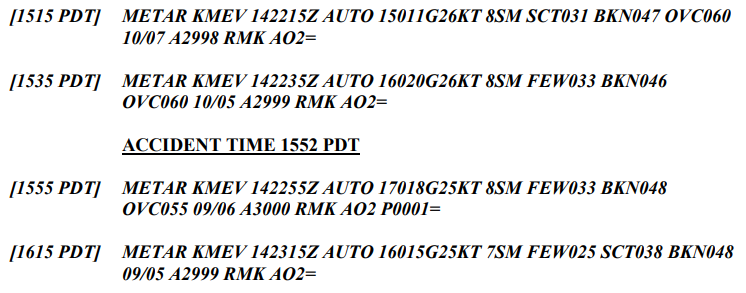 [1515 PDT] METAR KMEV 142215Z AUTO 15011G26KT 8SM SCT031 BKN047 OVC060
10/07 A2998 RMK AO2=
[1535 PDT] METAR KMEV 142235Z AUTO 16020G26KT 8SM FEW033 BKN046
OVC060 10/05 A2999 RMK AO2=
ACCIDENT TIME 1552 PDT
[1555 PDT] METAR KMEV 142255Z AUTO 17018G25KT 8SM FEW033 BKN048
OVC055 09/06 A3000 RMK AO2 P0001=
[1615 PDT] METAR KMEV 142315Z AUTO 16015G25KT 7SM FEW025 SCT038 BKN048
09/05 A2999 RMK AO2=